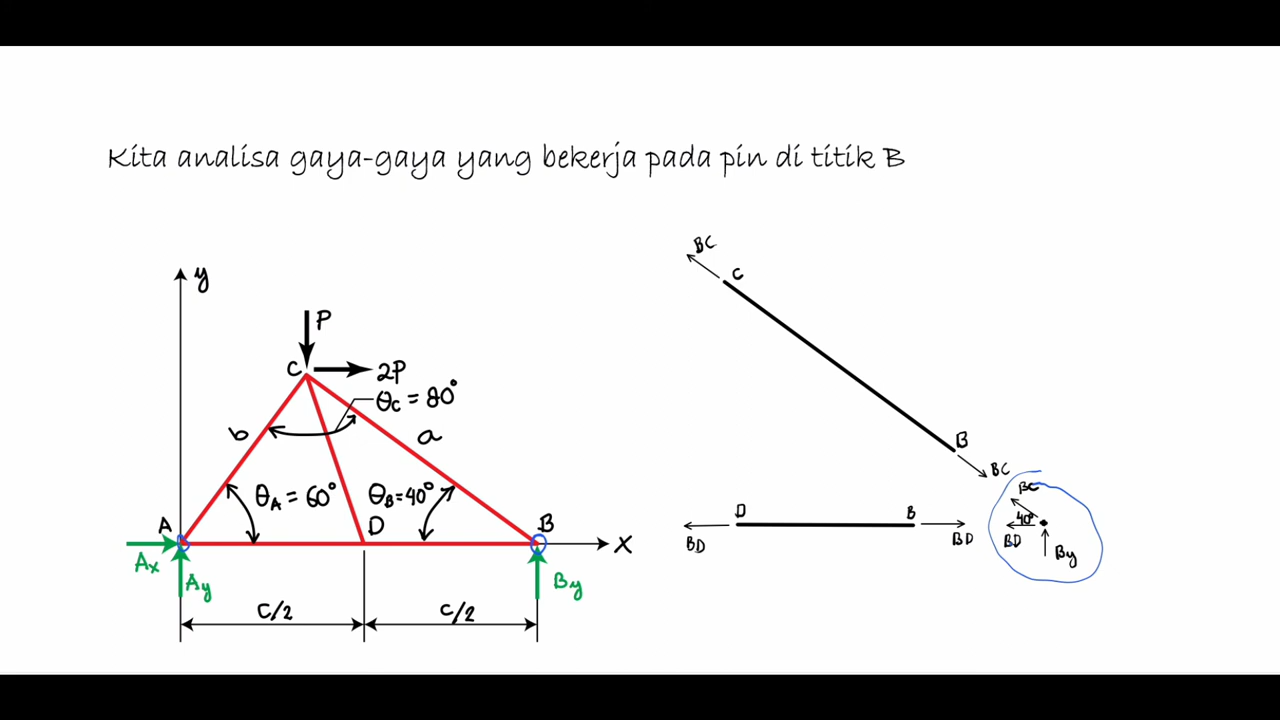 Kita analisa gaya-gaya yang bekerja pada pin di titik B
y
P
C
2P
θC = 80°
b
a
θA = 60°
θB = 40°
A
D
B
x
Ax
Ay
By
C/2
C/2
BC
C
B
BC
D
B
BD
BD
BC
40°
BD
By